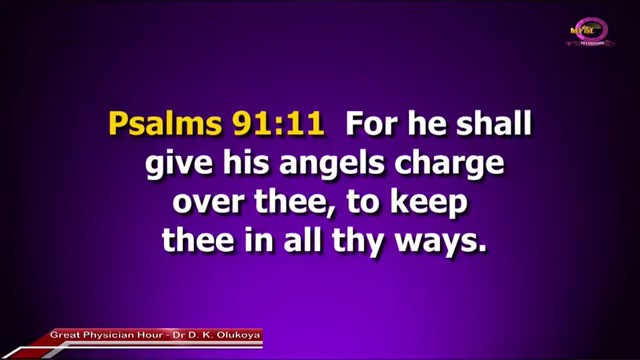 MFM
Psalms 91:11 For he shall
give his angels charge
over thee, to keep
thee in all thy ways.
Great Physician Hour - Dr D. K. Olukoya